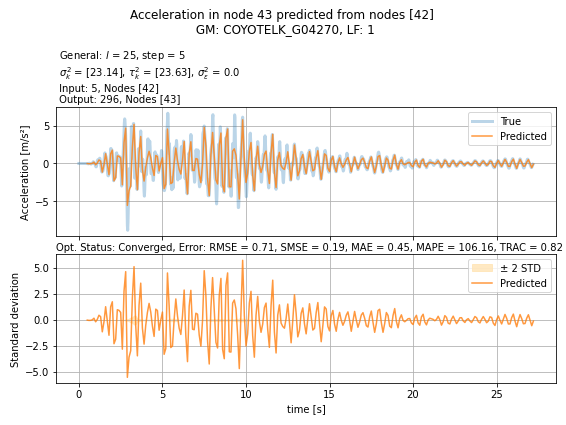 Acceleration in node 43 predicted from nodes [42]
GM: COYOTELK_G04270, LF: 1
General: l = 25, step = 5
σ²ₖ = [23.14], τ²ₖ = [23.63], σ²ε = 0.0
Input: 5, Nodes [42]
Output: 296, Nodes [43]
Acceleration [m/s²]
5
0
−5
True
Predicted
Opt. Status: Converged, Error: RMSE = 0.71, SMSE = 0.19, MAE = 0.45, MAPE = 106.16, TRAC = 0.82
Standard deviation
5.0
2.5
0.0
−2.5
−5.0
± 2 STD
Predicted
0 5 10 15 20 25
time [s]